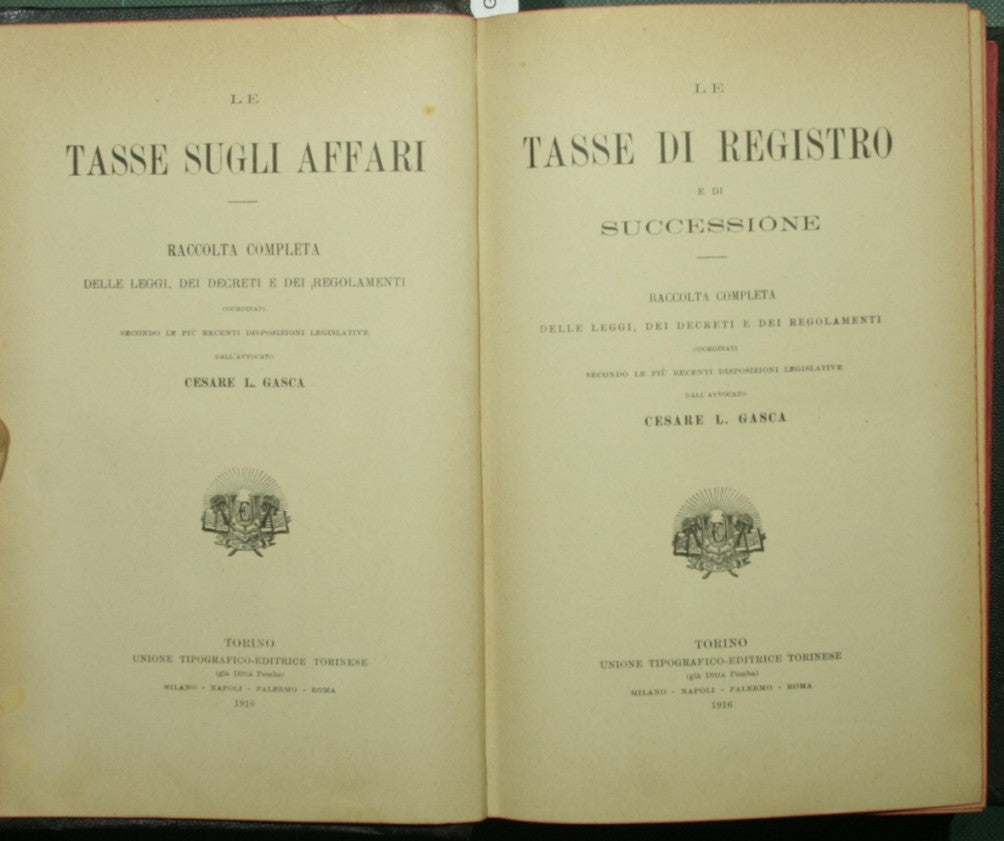 LE
TASSE SUGLI AFFARI
RACCOLTA COMPLETA
DELLE LEGGI, DEI DECRETI E DEI REGOLAMENTI
COORDINATI
SECONDO LE PIÙ RECENTI DISPOSIZIONI LEGISLATIVE
DALL'AVVOCATO
CESARE L. GASCA
TORINO
UNIONE TIPOGRAFICO-EDITRICE TORINESE
(già Ditta Pomba)
MILANO - NAPOLI - PALERMO - ROMA
1916
LE
TASSE DI REGISTRO
E DI
SUCCESSIONE
RACCOLTA COMPLETA
DELLE LEGGI, DEI DECRETI E DEI REGOLAMENTI
COORDINATI
SECONDO LE PIÙ RECENTI DISPOSIZIONI LEGISLATIVE
DALL'AVVOCATO
CESARE L. GASCA
TORINO
UNIONE TIPOGRAFICO-EDITRICE TORINESE
(già Ditta Pomba)
MILANO - NAPOLI - PALERMO - ROMA
1916